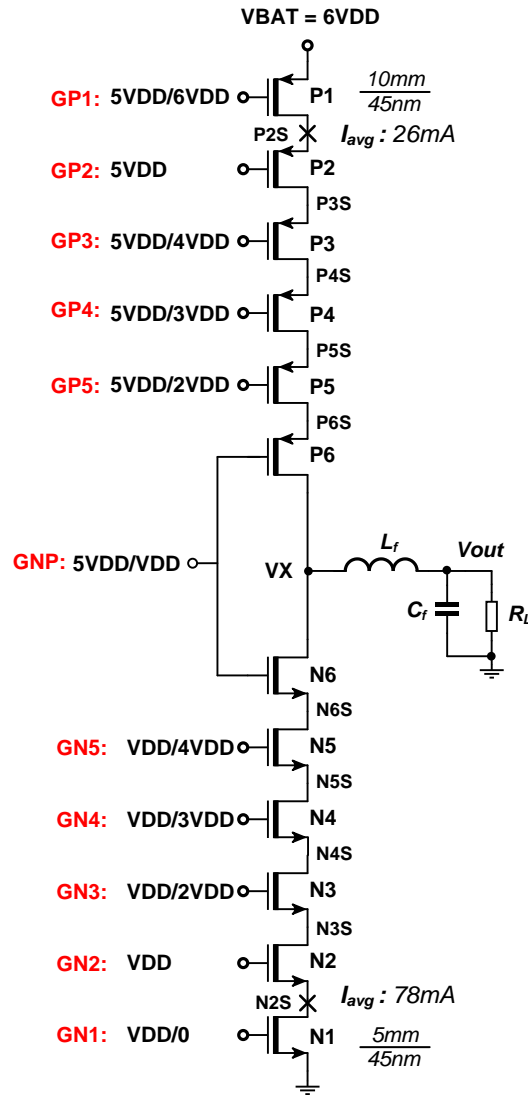 VBAT = 6VDD
GP1: 5VDD/6VDD
P1
10mm
45nm
P2S
Iavg : 26mA
GP2: 5VDD
P2
P3S
GP3: 5VDD/4VDD
P3
P4S
GP4: 5VDD/3VDD
P4
P5S
GP5: 5VDD/2VDD
P5
P6S
P6
GNP: 5VDD/VDD
VX
Lf
Vout
Cf
RL
N6
N6S
GN5: VDD/4VDD
N5
N5S
GN4: VDD/3VDD
N4
N4S
GN3: VDD/2VDD
N3
N3S
GN2: VDD
N2
N2S
Iavg : 78mA
GN1: VDD/0
N1
5mm
45nm